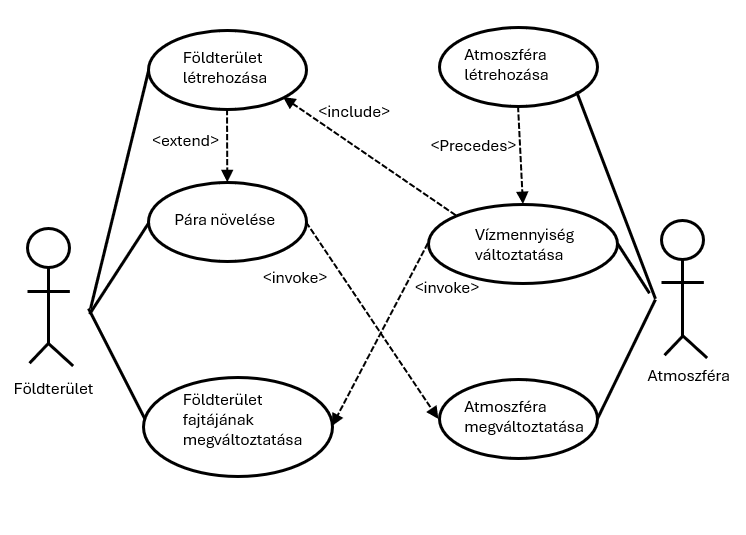 Földterület
létrehozása
Atmoszféra
létrehozása
<include>
<extend>
<Precedes>
Pára növelése
Vízmennyiség
változtatása
<invoke>
<invoke>
Földterület
Atmoszféra
Földterület
fajtájának
megváltoztatása
Atmoszféra
megváltoztatása